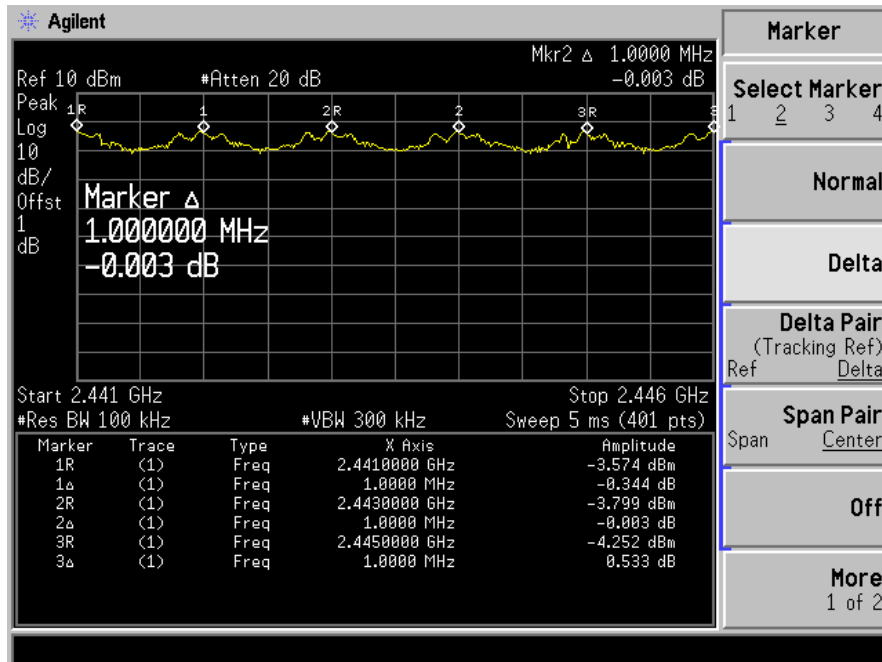 Agilent
Mkr2 Δ 1.0000 MHz
Ref 10 dBm #Atten 20 dB -0.003 dB
Peak
Log
10
dB/
Offst
1
dB
1R 1 2R 2 3R 3
Marker Δ
1.000000 MHz
-0.003 dB
Start 2.441 GHz Stop 2.446 GHz
#Res BW 100 kHz #VBW 300 kHz Sweep 5 ms (401 pts)
Marker Trace Type X Axis Amplitude
1R (1) Freq 2.4410000 GHz -3.574 dBm
1Δ (1) Freq 1.0000 MHz -0.344 dB
2R (1) Freq 2.4430000 GHz -3.799 dBm
2Δ (1) Freq 1.0000 MHz -0.003 dB
3R (1) Freq 2.4450000 GHz -4.252 dBm
3Δ (1) Freq 1.0000 MHz 0.533 dB
Marker
Select Marker
1 2 3 4
Normal
Delta
Delta Pair
(Tracking Ref)
Ref Delta
Span Pair
Span Center
Off
More
1 of 2